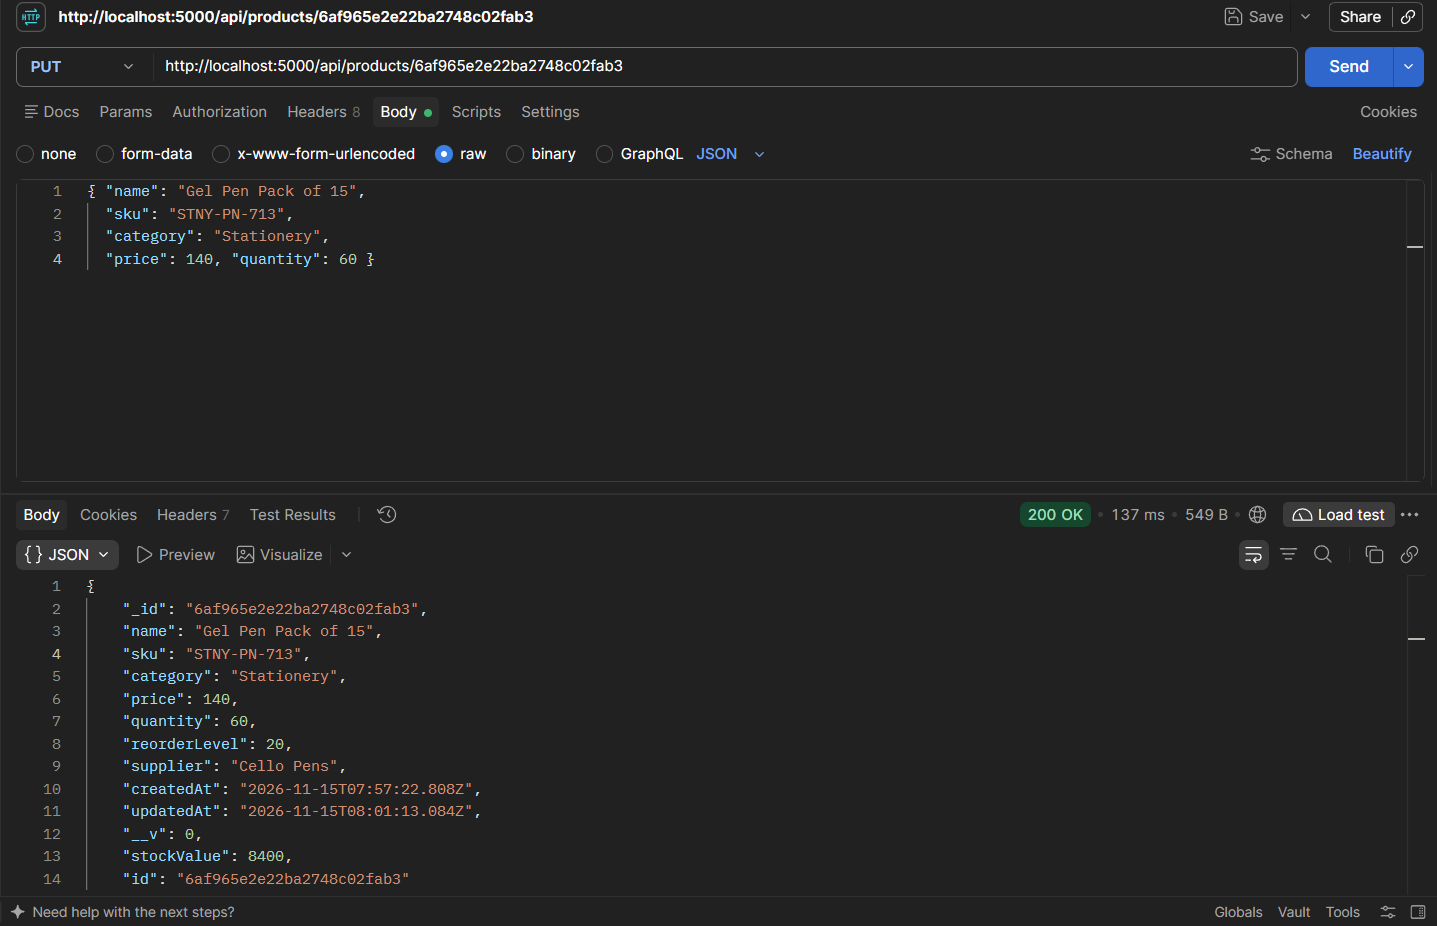 HTTP http://localhost:5000/api/products/6af965e2e22ba2748c02fab3 Save Share
PUT http://localhost:5000/api/products/6af965e2e22ba2748c02fab3 Send
Docs Params Authorization Headers 8 Body Scripts Settings Cookies
none form-data x-www-form-urlencoded raw binary GraphQL JSON Schema Beautify
1 { "name": "Gel Pen Pack of 15",
2 "sku": "STNY-PN-713",
3 "category": "Stationery",
4 "price": 140, "quantity": 60 }
Body Cookies Headers 7 Test Results 200 OK • 137 ms • 549 B • Load test
{} JSON Preview Visualize
1 {
2 "_id": "6af965e2e22ba2748c02fab3",
3 "name": "Gel Pen Pack of 15",
4 "sku": "STNY-PN-713",
5 "category": "Stationery",
6 "price": 140,
7 "quantity": 60,
8 "reorderLevel": 20,
9 "supplier": "Cello Pens",
10 "createdAt": "2026-11-15T07:57:22.808Z",
11 "updatedAt": "2026-11-15T08:01:13.084Z",
12 "__v": 0,
13 "stockValue": 8400,
14 "id": "6af965e2e22ba2748c02fab3"
Need help with the next steps? Globals Vault Tools